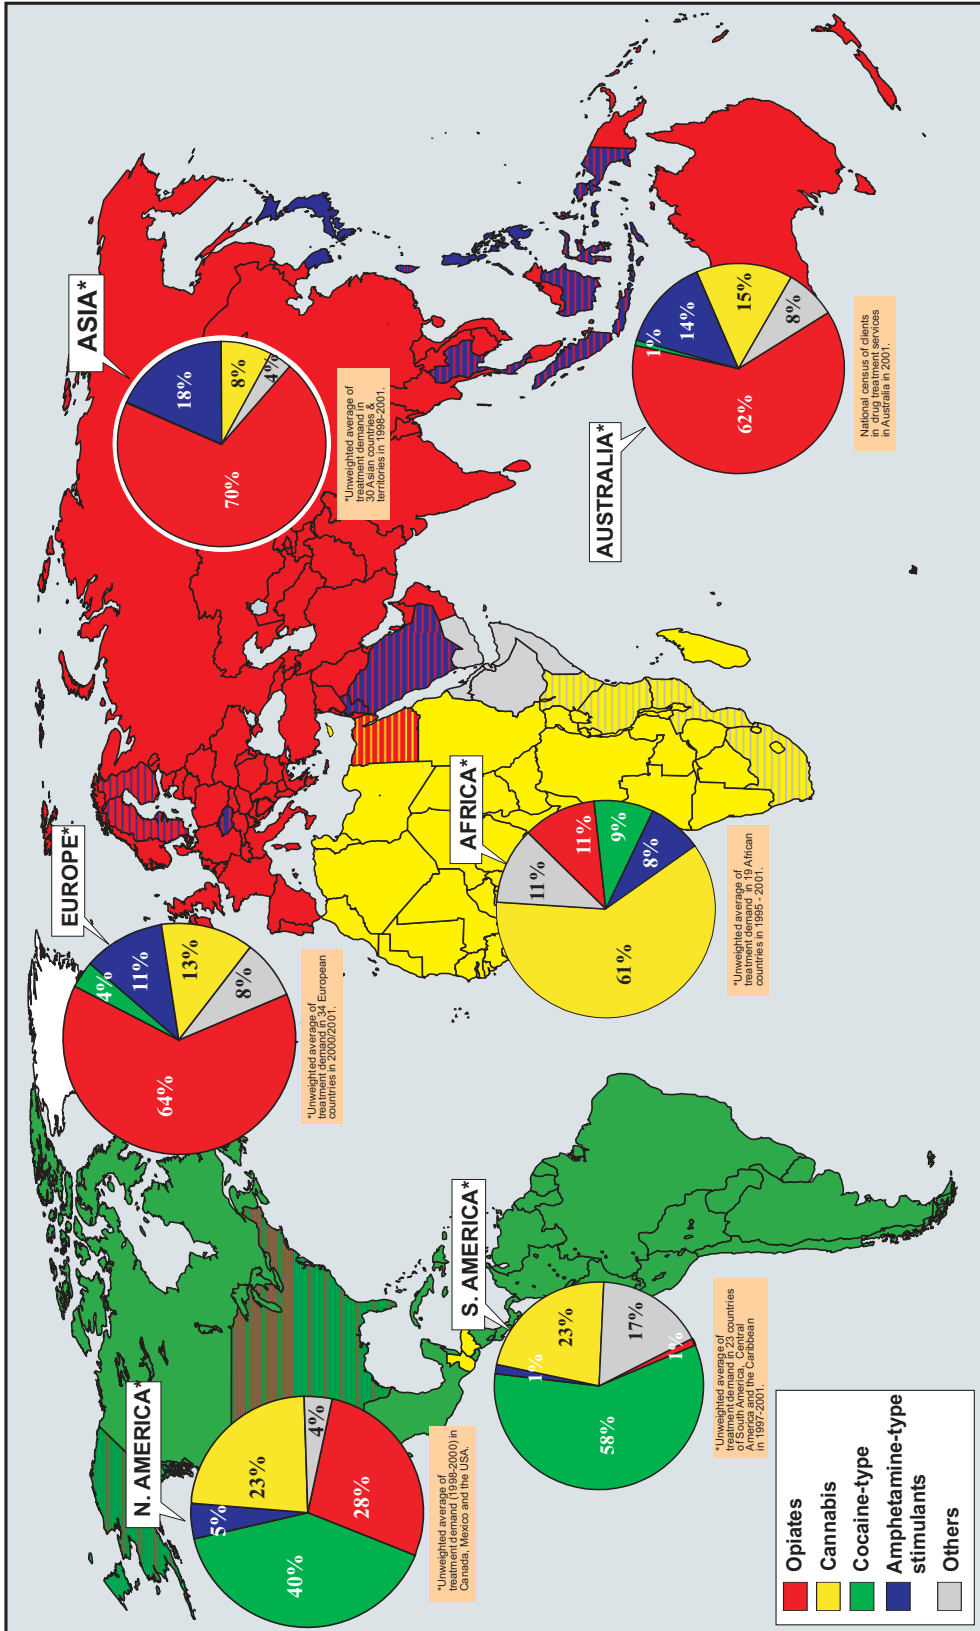 N. AMERICA*
5%
23%
4%
28%
40%
*Unweighted average of
treatment demand (1998-2000) in
Canada, Mexico and the USA.
S. AMERICA*
1%
23%
17%
1%
58%
*Unweighted average of
treatment demand in 23 countries
of South America, Central
America and the Caribbean
in 1997-2001.
EUROPE*
4%
11%
13%
8%
64%
*Unweighted average of
treatment demand in 34 European
countries in 2000/2001.
AFRICA*
11%
11%
9%
8%
61%
*Unweighted average of
treatment demand in 19 African
countries in 1995 - 2001.
ASIA*
18%
8%
4%
70%
*Unweighted average of
treatment demand in
30 Asian countries &
territories in 1998-2001.
AUSTRALIA*
1%
14%
15%
8%
62%
National census of clients
in drug treatment services
in Australia in 2001.
Opiates
Cannabis
Cocaine-type
Amphetamine-type
stimulants
Others